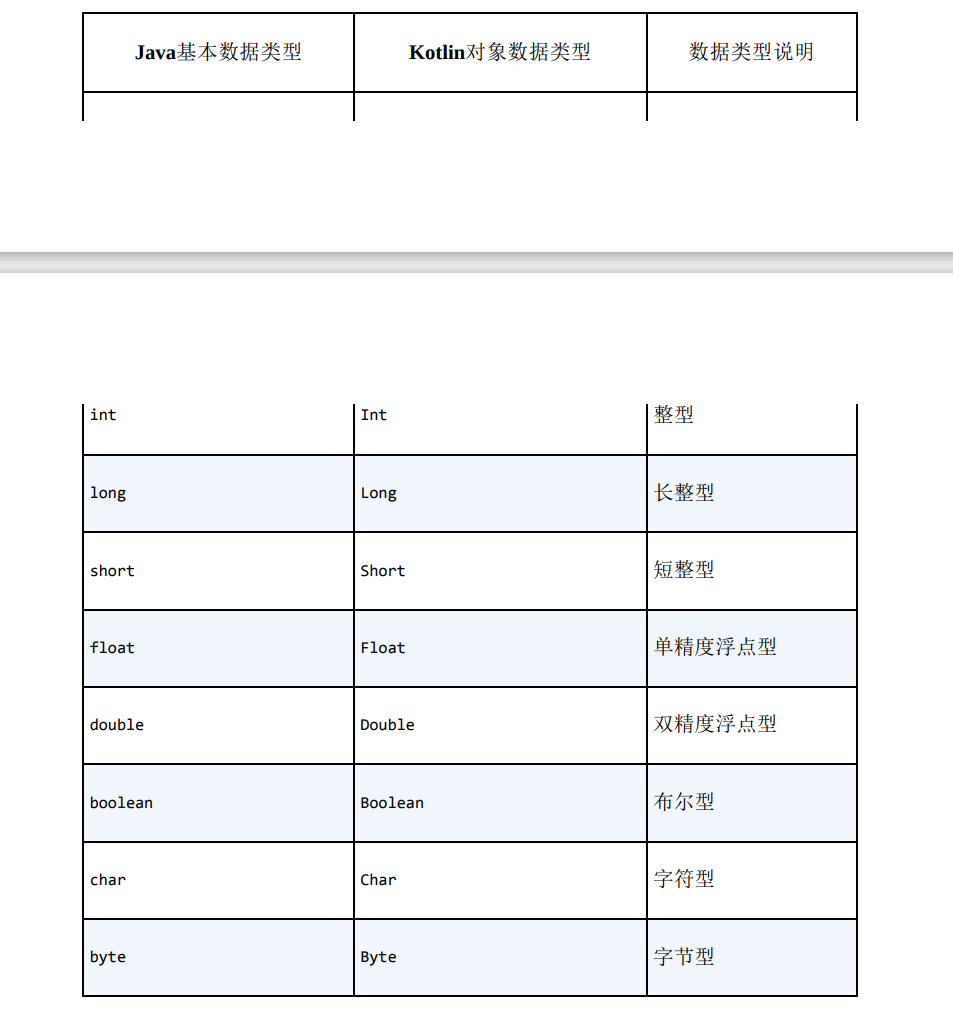 Java基本数据类型 Kotlin对象数据类型 数据类型说明
int Int 整型
long Long 长整型
short Short 短整型
float Float 单精度浮点型
double Double 双精度浮点型
boolean Boolean 布尔型
char Char 字符型
byte Byte 字节型